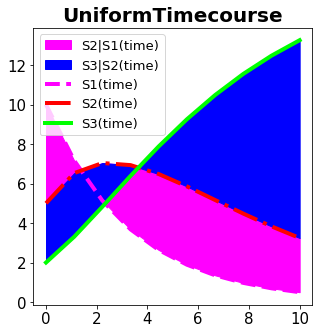 UniformTimecourse
S2|S1(time)
S3|S2(time)
S1(time)
S2(time)
S3(time)
12
10
8
6
4
2
0
0 2 4 6 8 10